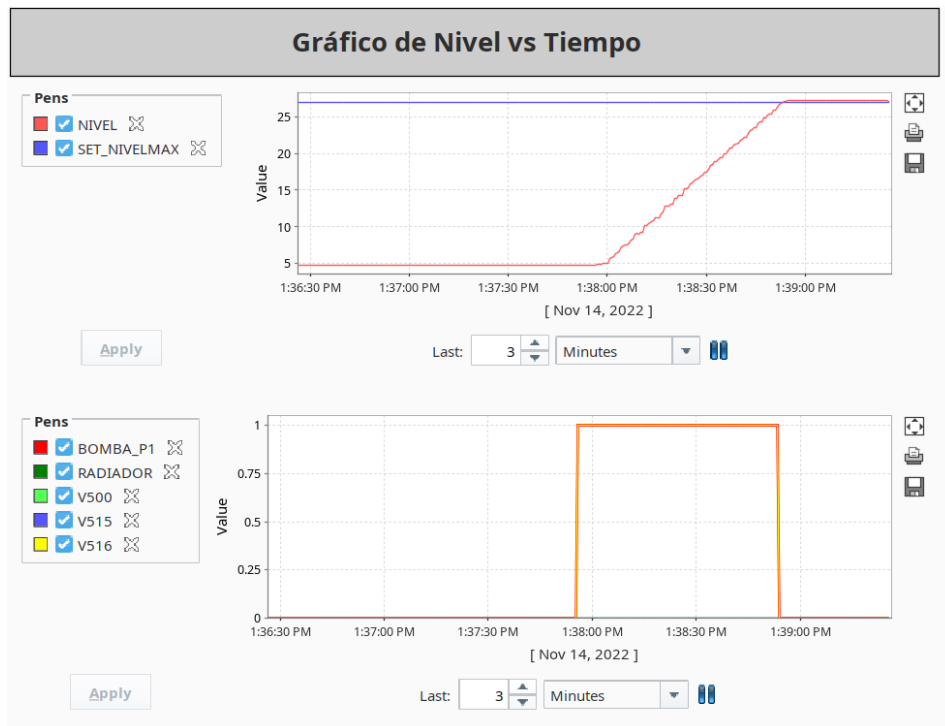 Gráfico de Nivel vs Tiempo
Pens
NIVEL
SET_NIVELMAX
Value
25
20
15
10
5
1:36:30 PM 1:37:00 PM 1:37:30 PM 1:38:00 PM 1:38:30 PM 1:39:00 PM
[ Nov 14, 2022 ]
Apply
Last: 3 Minutes
Pens
BOMBA_P1
RADIADOR
V500
V515
V516
Value
1
0.75
0.5
0.25
0
1:36:30 PM 1:37:00 PM 1:37:30 PM 1:38:00 PM 1:38:30 PM 1:39:00 PM
[ Nov 14, 2022 ]
Apply
Last: 3 Minutes